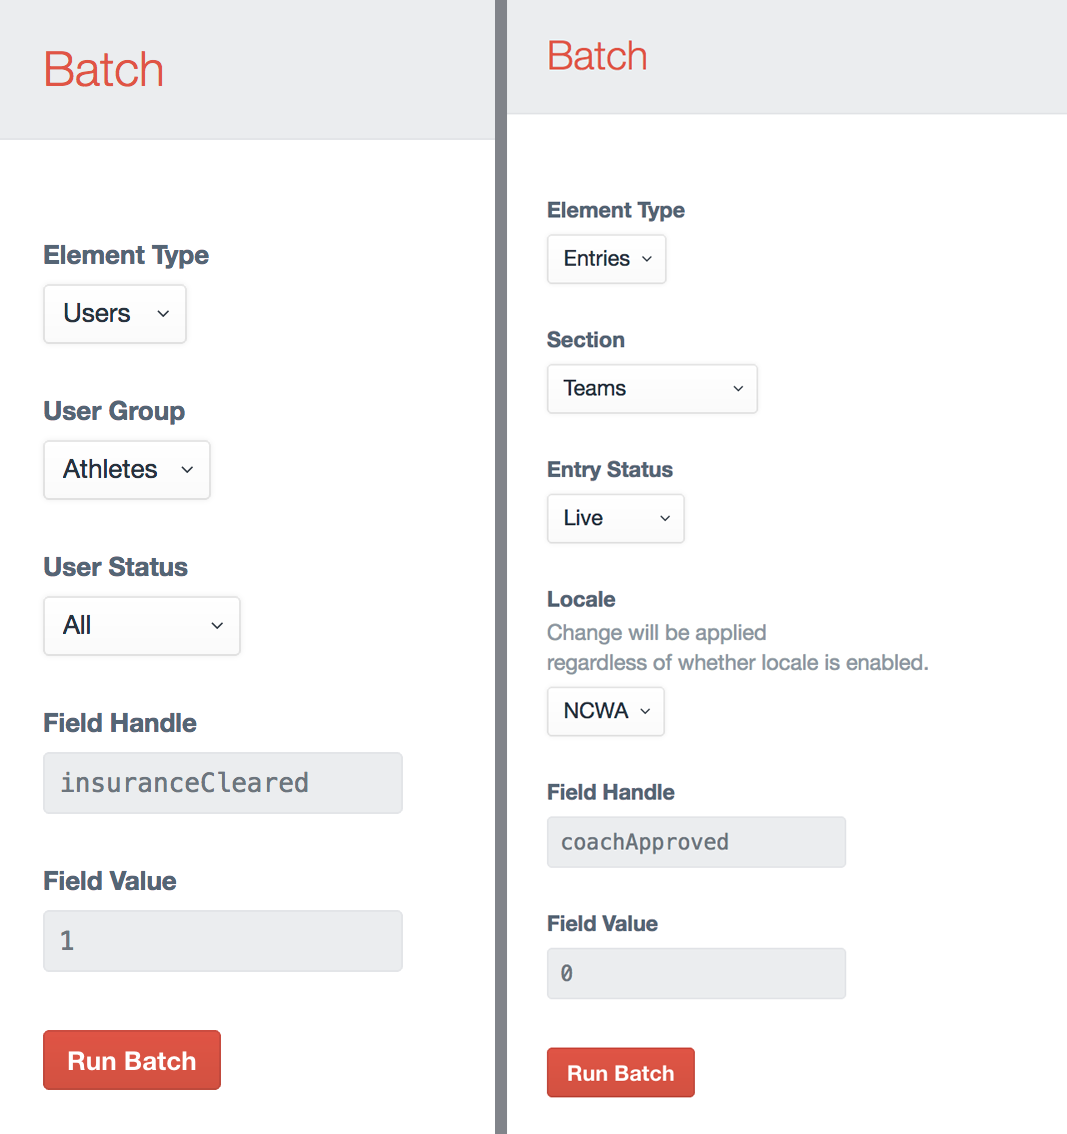 Batch
Element Type
Users
User Group
Athletes
User Status
All
Field Handle
insuranceCleared
Field Value
1
Run Batch
Batch
Element Type
Entries
Section
Teams
Entry Status
Live
Locale
Change will be applied
regardless of whether locale is enabled.
NCWA
Field Handle
coachApproved
Field Value
0
Run Batch